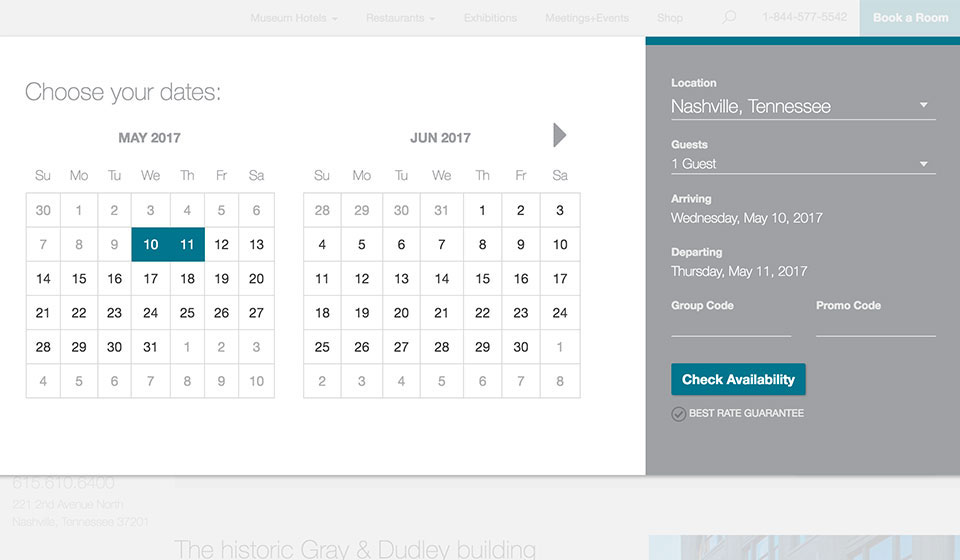 Museum Hotels Restaurants Exhibitions Meetings+Events Shop 1-844-577-5542 Book a Room
Choose your dates:
MAY 2017
Su Mo Tu We Th Fr Sa
30 1 2 3 4 5 6
7 8 9 10 11 12 13
14 15 16 17 18 19 20
21 22 23 24 25 26 27
28 29 30 31 1 2 3
4 5 6 7 8 9 10
JUN 2017
Su Mo Tu We Th Fr Sa
28 29 30 31 1 2 3
4 5 6 7 8 9 10
11 12 13 14 15 16 17
18 19 20 21 22 23 24
25 26 27 28 29 30 1
2 3 4 5 6 7 8
Location
Nashville, Tennessee
Guests
1 Guest
Arriving
Wednesday, May 10, 2017
Departing
Thursday, May 11, 2017
Group Code Promo Code
Check Availability
BEST RATE GUARANTEE
615.610.6400
221 2nd Avenue North
Nashville, Tennessee 37201
The historic Gray & Dudley building